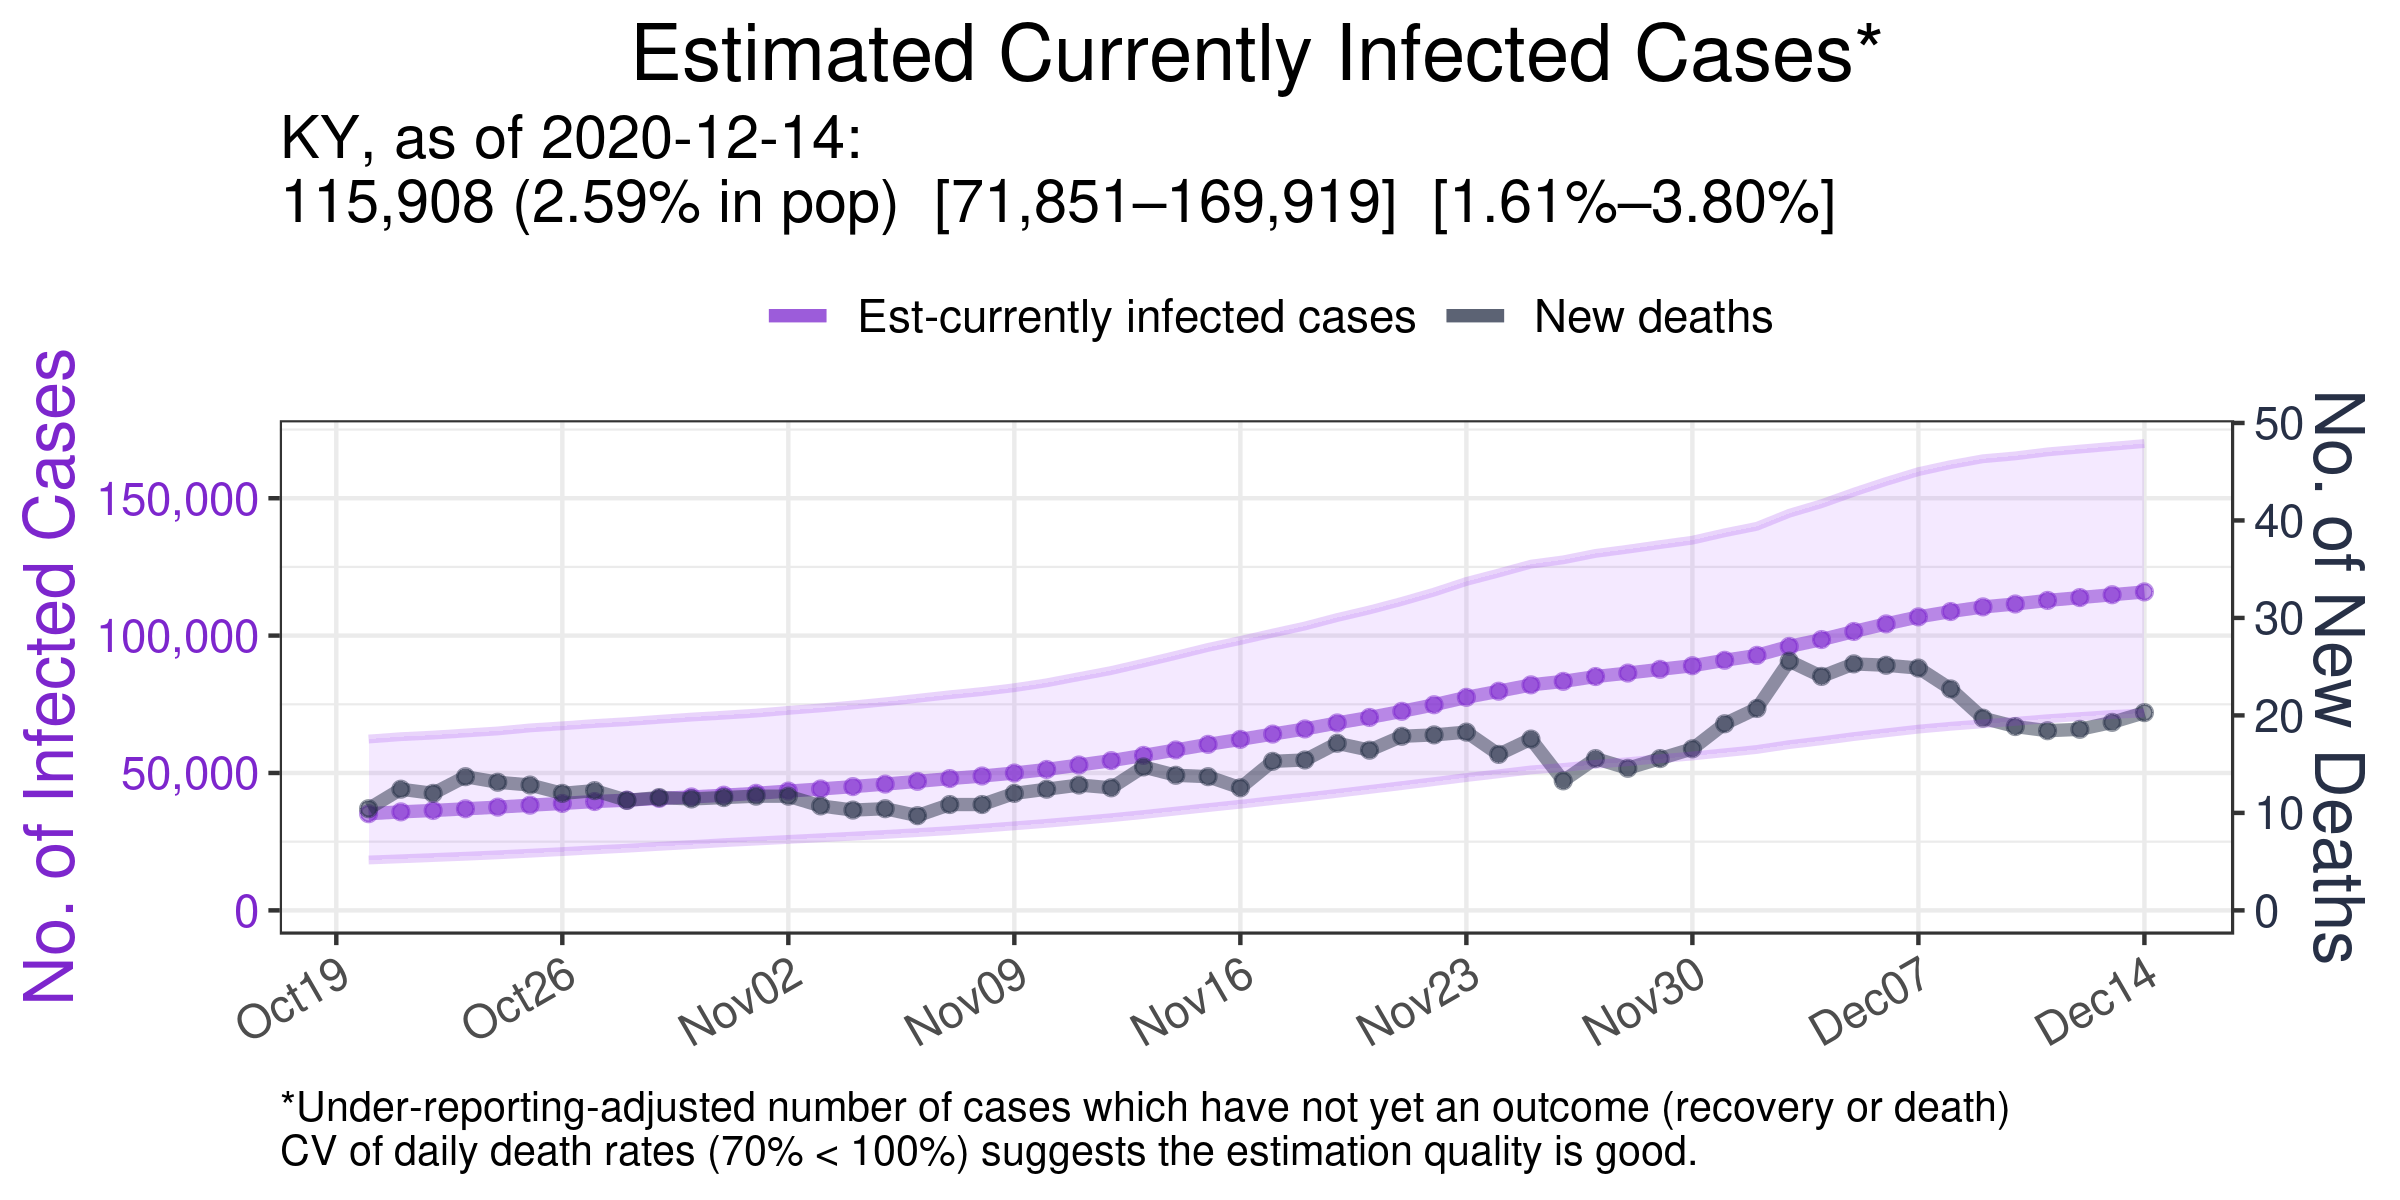 Estimated Currently Infected Cases*
KY, as of 2020-12-14:
115,908 (2.59% in pop)  [71,851–169,919]  [1.61%–3.80%]
Est-currently infected cases
New deaths
No. of Infected Cases
150,000
100,000
50,000
0
50
40
30
20
10
0
No. of New Deaths
Oct19
Oct26
Nov02
Nov09
Nov16
Nov23
Nov30
Dec07
Dec14
*Under-reporting-adjusted number of cases which have not yet an outcome (recovery or death)
CV of daily death rates (70% < 100%) suggests the estimation quality is good.